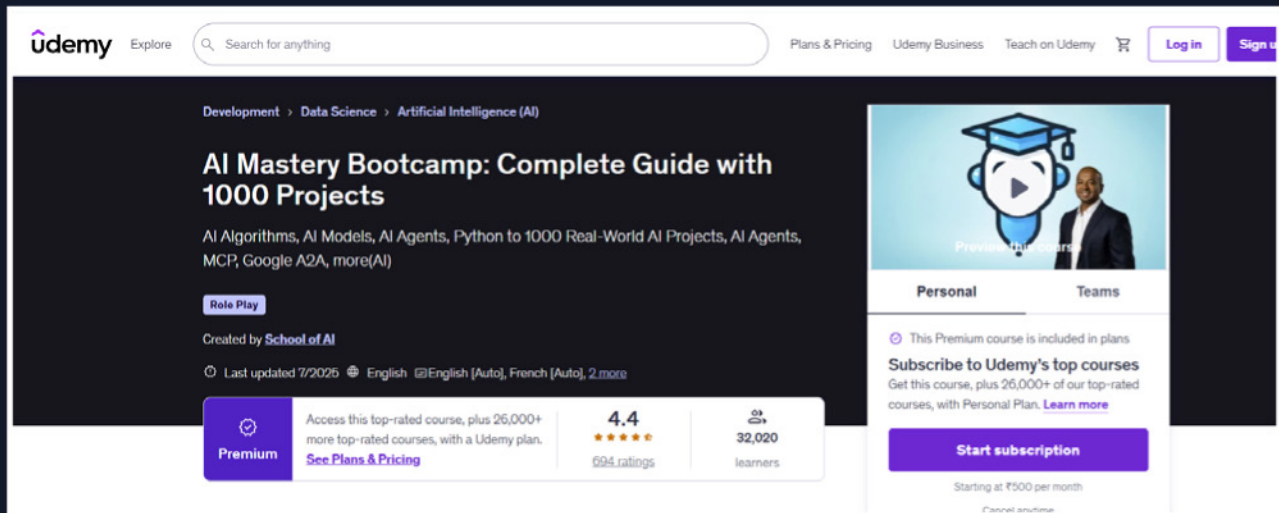 ûdemy
Explore
Search for anything
Plans & Pricing
Udemy Business
Teach on Udemy
Log in
Sign u
Development > Data Science > Artificial Intelligence (AI)
AI Mastery Bootcamp: Complete Guide with
1000 Projects
AI Algorithms, AI Models, AI Agents, Python to 1000 Real-World AI Projects, AI Agents,
MCP, Google A2A, more(AI)
Role Play
Created by School of AI
Last updated 7/2025 English English [Auto], French [Auto], 2 more
Premium
Access this top-rated course, plus 26,000+
more top-rated courses, with a Udemy plan.
See Plans & Pricing
4.4
694 ratings
32,020
learners
Preview this course
Personal
Teams
This Premium course is included in plans
Subscribe to Udemy's top courses
Get this course, plus 26,000+ of our top-rated
courses, with Personal Plan. Learn more
Start subscription
Starting at ₹500 per month
Cancel anytime